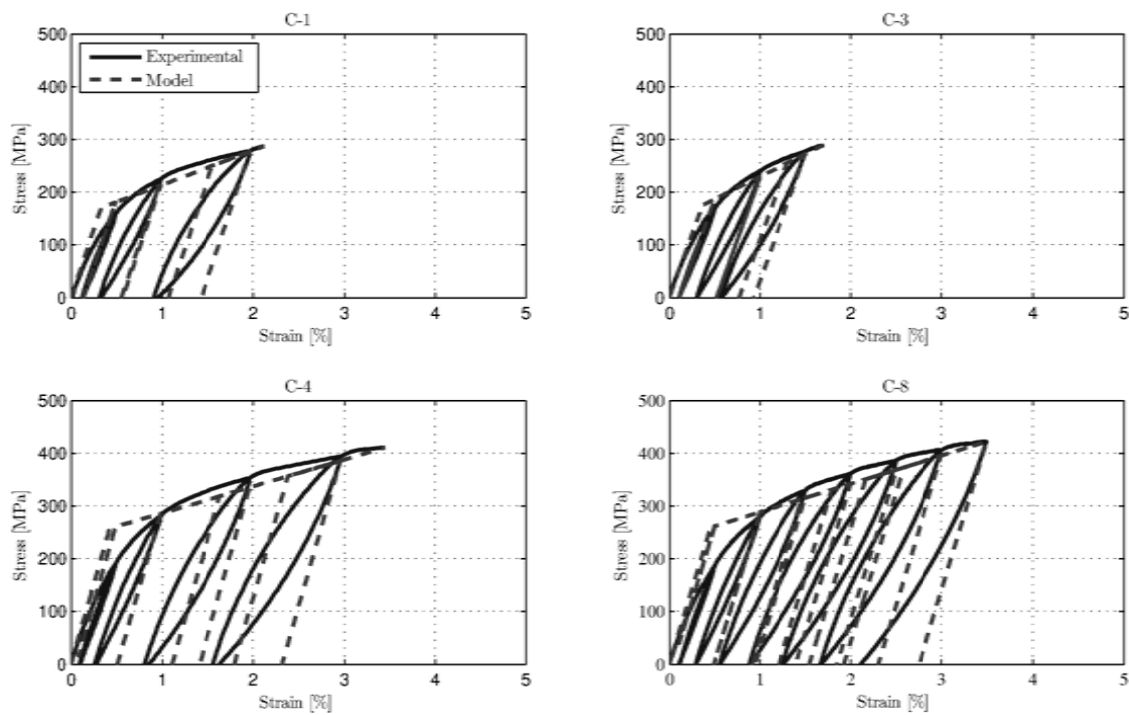 C-1
500
400
300
200
100
0
Stress [MPa]
Experimental
Model
0 1 2 3 4 5
Strain [%]
C-3
500
400
300
200
100
0
Stress [MPa]
0 1 2 3 4 5
Strain [%]
C-4
500
400
300
200
100
0
Stress [MPa]
0 1 2 3 4 5
Strain [%]
C-8
500
400
300
200
100
0
Stress [MPa]
0 1 2 3 4 5
Strain [%]